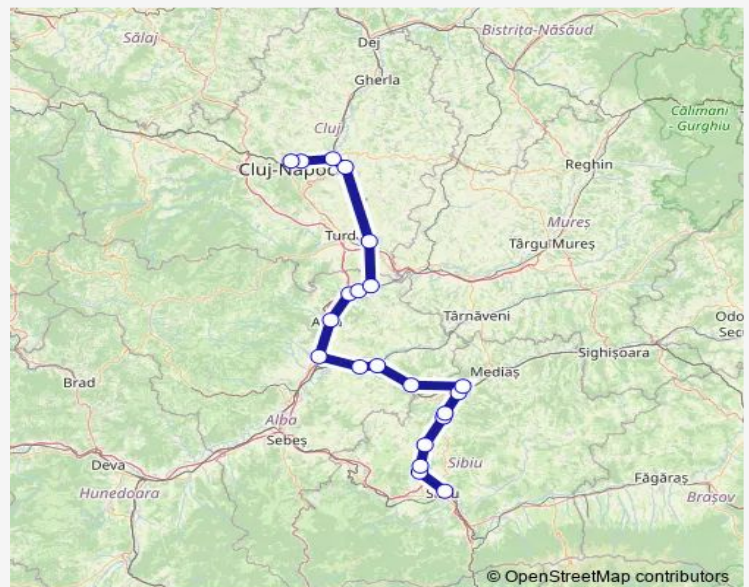 Sălaj
Dej
Bistrița-Năsăud
Gherla
Călimani
- Gurghiu
Cluj
Cluj-Napoc
Reghin
Mureș
Turd
Târgu Mureș
Târnăveni
Odo
Secu
Sighișoara
Mediaș
Brad
Alba
Sebeș
Deva
Sibiu
Făgăraș
Hunedoara
Brașov
© OpenStreetMap contributors